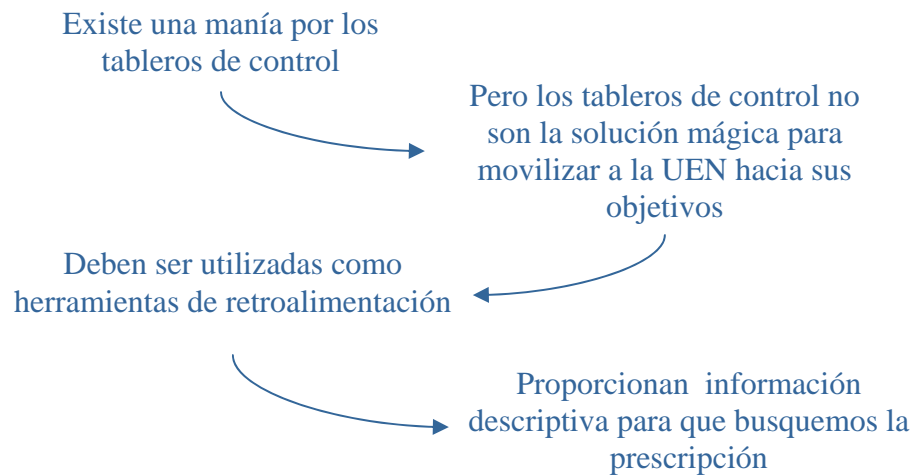 Existe una manía por los
tableros de control
Pero los tableros de control no
son la solución mágica para
movilizar a la UEN hacia sus
objetivos
Deben ser utilizadas como
herramientas de retroalimentación
Proporcionan  información
descriptiva para que busquemos la
prescripción